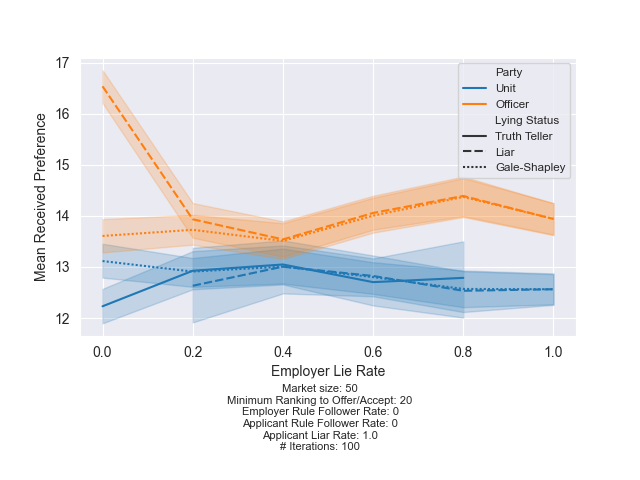 17
16
15
14
13
12
Mean Received Preference
Party
Unit
Officer
Lying Status
Truth Teller
Liar
Gale-Shapley
0.0 0.2 0.4 0.6 0.8 1.0
Employer Lie Rate
Market size: 50
Minimum Ranking to Offer/Accept: 20
Employer Rule Follower Rate: 0
Applicant Rule Follower Rate: 0
Applicant Liar Rate: 1.0
# Iterations: 100